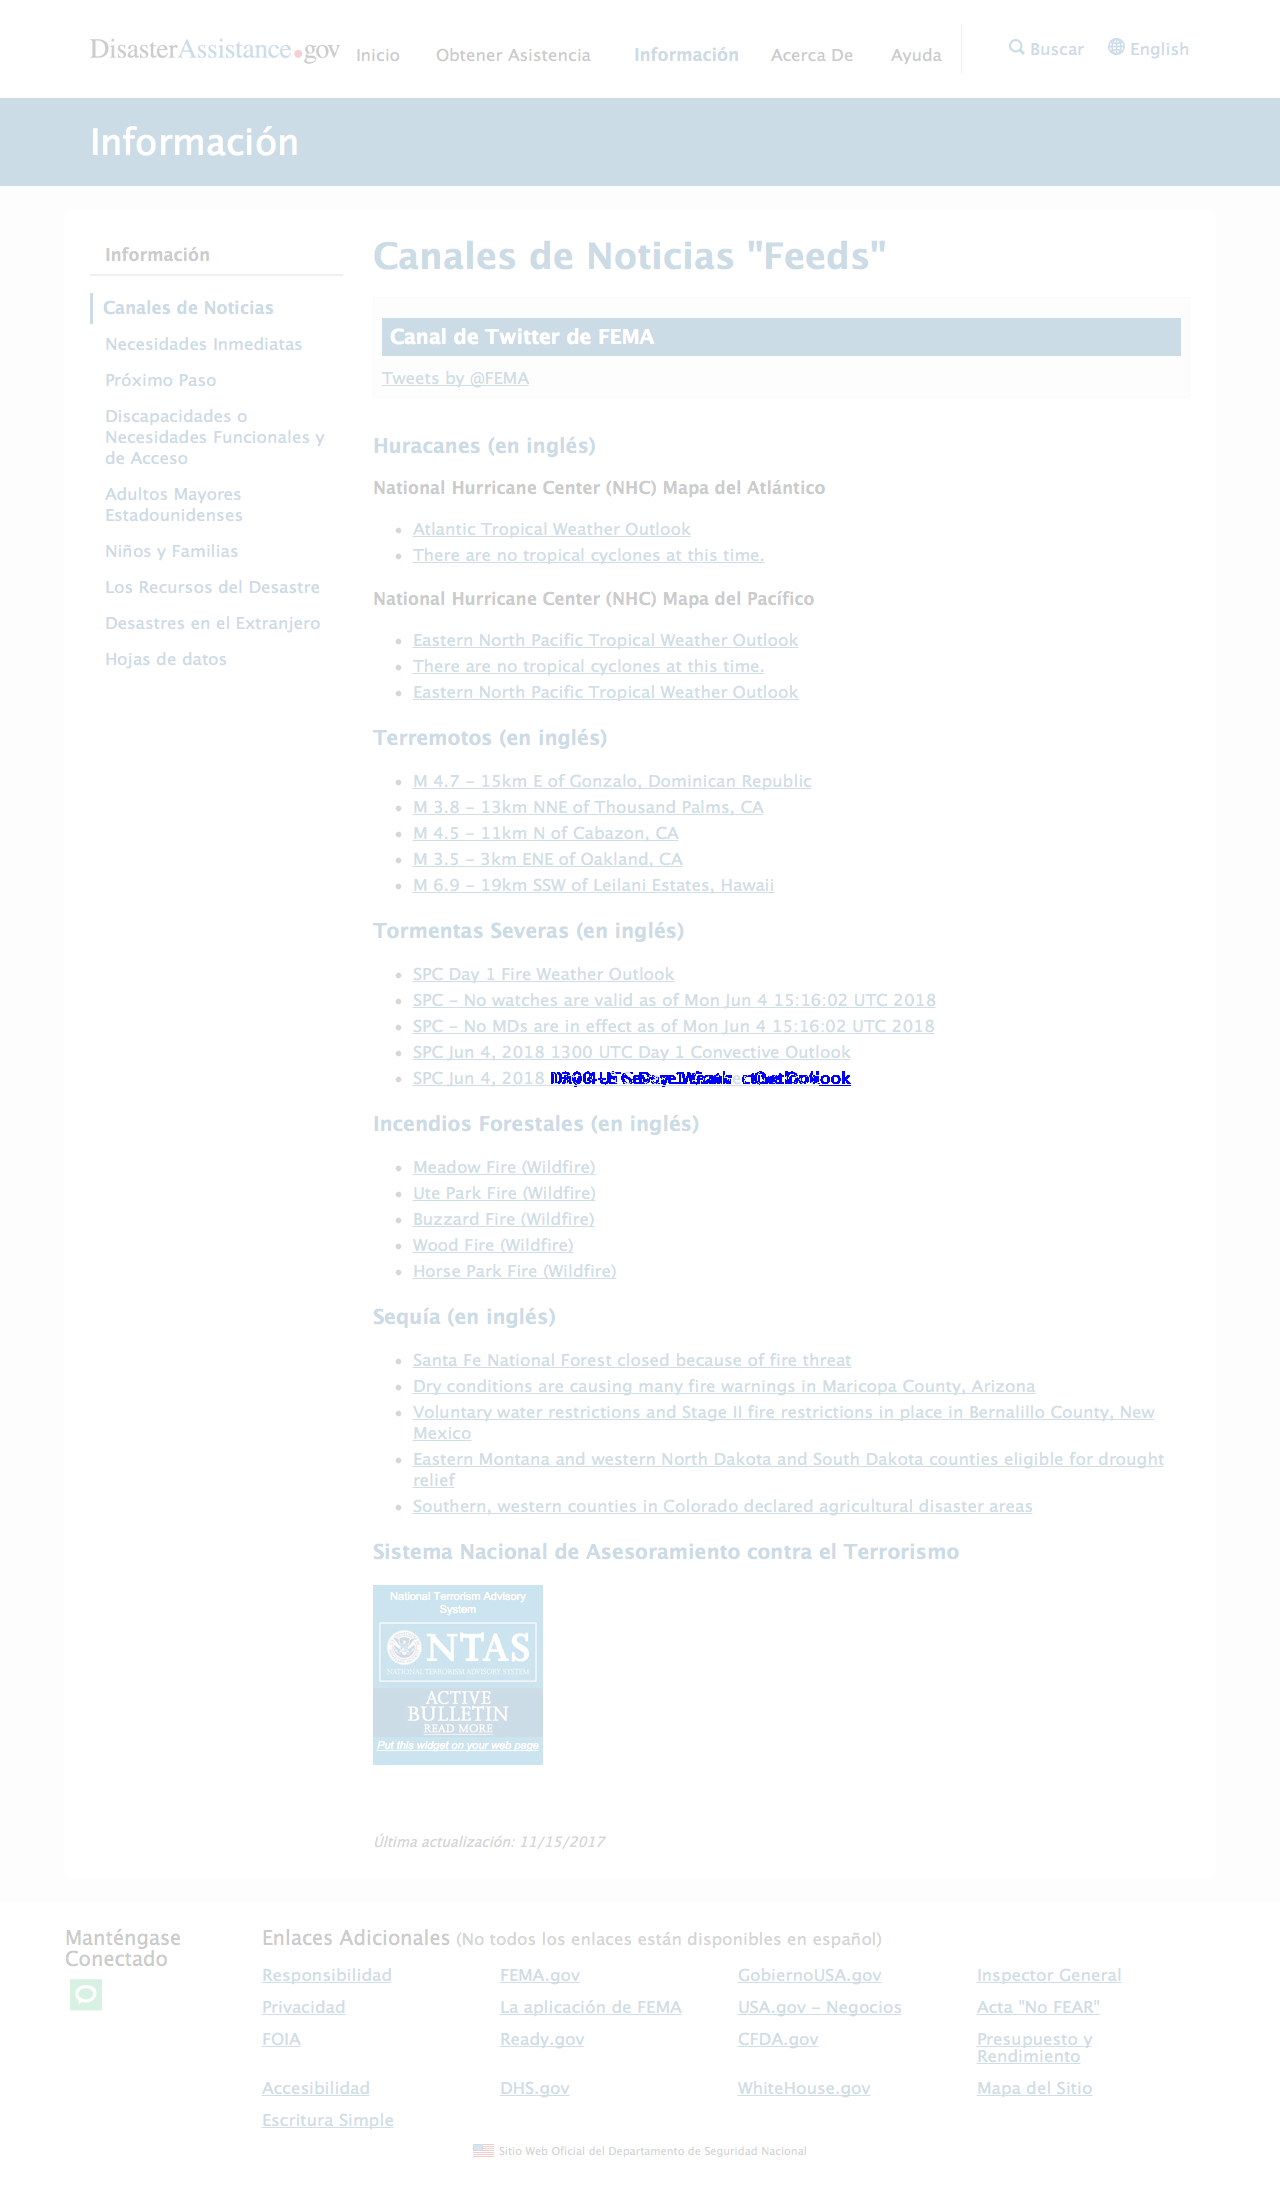 DisasterAssistance.gov Inicio Obtener Asistencia Información Acerca De Ayuda Buscar English
Información
Información
Canales de Noticias
Necesidades Inmediatas
Próximo Paso
Discapacidades o
Necesidades Funcionales y
de Acceso
Adultos Mayores
Estadounidenses
Niños y Familias
Los Recursos del Desastre
Desastres en el Extranjero
Hojas de datos
Canales de Noticias "Feeds"
Canal de Twitter de FEMA
Tweets by @FEMA
Huracanes (en inglés)
National Hurricane Center (NHC) Mapa del Atlántico
Atlantic Tropical Weather Outlook
There are no tropical cyclones at this time.
National Hurricane Center (NHC) Mapa del Pacífico
Eastern North Pacific Tropical Weather Outlook
There are no tropical cyclones at this time.
Eastern North Pacific Tropical Weather Outlook
Terremotos (en inglés)
M 4.7 - 15km E of Gonzalo, Dominican Republic
M 3.8 - 13km NNE of Thousand Palms, CA
M 4.5 - 11km N of Cabazon, CA
M 3.5 - 3km ENE of Oakland, CA
M 6.9 - 19km SSW of Leilani Estates, Hawaii
Tormentas Severas (en inglés)
SPC Day 1 Fire Weather Outlook
SPC - No watches are valid as of Mon Jun 4 15:16:02 UTC 2018
SPC - No MDs are in effect as of Mon Jun 4 15:16:02 UTC 2018
SPC Jun 4, 2018 1300 UTC Day 1 Convective Outlook
SPC Jun 4, 2018
Incendios Forestales (en inglés)
Meadow Fire (Wildfire)
Ute Park Fire (Wildfire)
Buzzard Fire (Wildfire)
Wood Fire (Wildfire)
Horse Park Fire (Wildfire)
Sequía (en inglés)
Santa Fe National Forest closed because of fire threat
Dry conditions are causing many fire warnings in Maricopa County, Arizona
Voluntary water restrictions and Stage II fire restrictions in place in Bernalillo County, New
Mexico
Eastern Montana and western North Dakota and South Dakota counties eligible for drought
relief
Southern, western counties in Colorado declared agricultural disaster areas
Sistema Nacional de Asesoramiento contra el Terrorismo
National Terrorism Advisory
System
NTAS
NATIONAL TERRORISM ADVISORY SYSTEM
ACTIVE
BULLETIN
READ MORE
Put this widget on your web page
Última actualización: 11/15/2017
Manténgase
Conectado
Enlaces Adicionales (No todos los enlaces están disponibles en español)
Responsibilidad FEMA.gov GobiernoUSA.gov Inspector General
Privacidad La aplicación de FEMA USA.gov - Negocios Acta "No FEAR"
FOIA Ready.gov CFDA.gov Presupuesto y
Rendimiento
Accesibilidad DHS.gov WhiteHouse.gov Mapa del Sitio
Escritura Simple
Sitio Web Oficial del Departamento de Seguridad Nacional